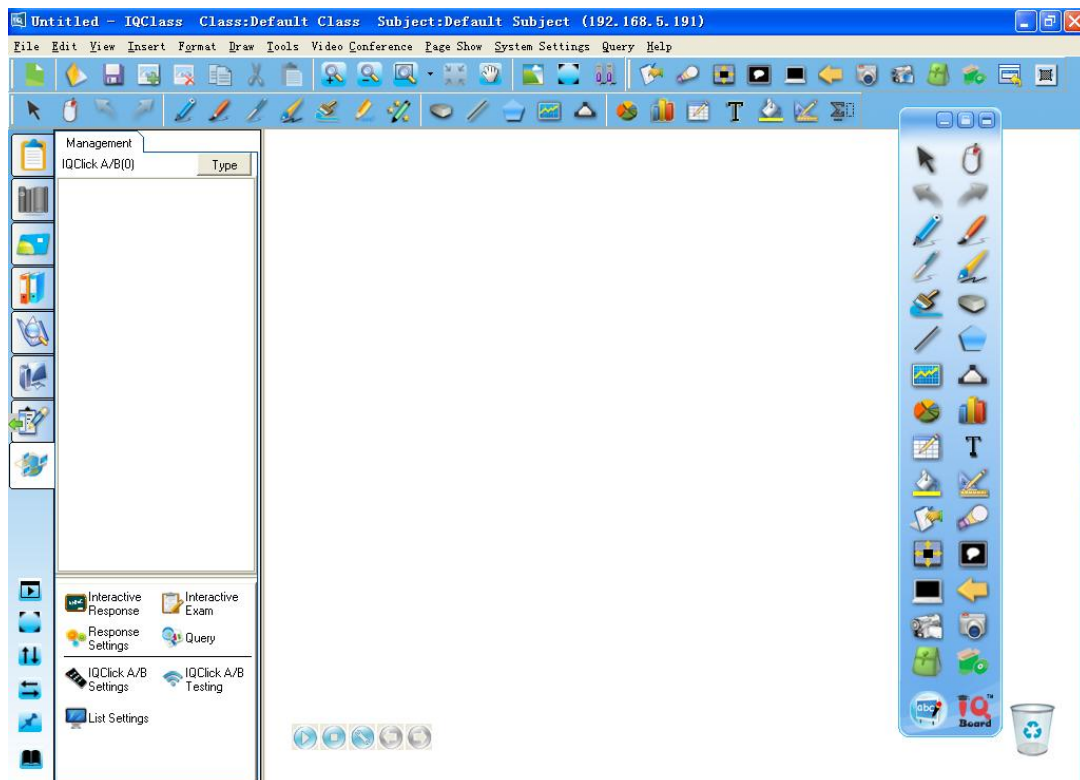 Untitled - IQClass Class:Default Class Subject:Default Subject (192.168.5.191)
File Edit View Insert Format Draw Tools Video Conference Page Show System Settings Query Help
T
Management
IQClick A/B(0) Type
Interactive Response
Interactive Exam
Response Settings
Query
IQClick A/B Settings
IQClick A/B Testing
List Settings
T
abc
IQ™
Board